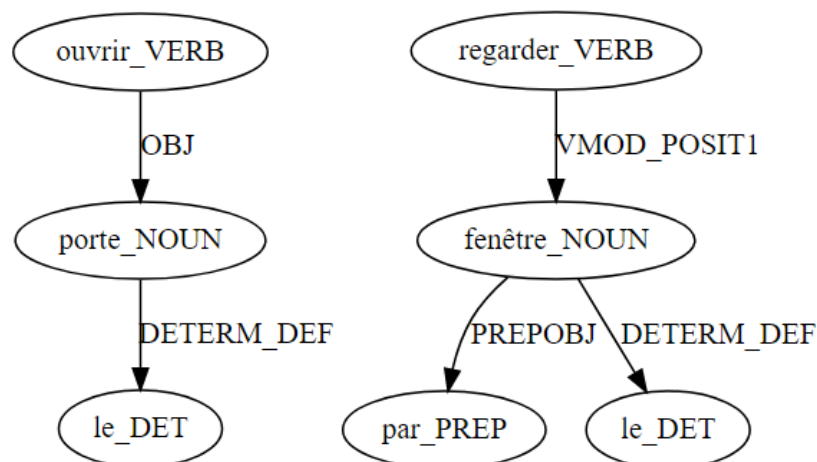 ouvrir_VERB regarder_VERB
OBJ VMOD_POSIT1
porte_NOUN fenêtre_NOUN
DETERM_DEF PREPOBJ DETERM_DEF
le_DET par_PREP le_DET